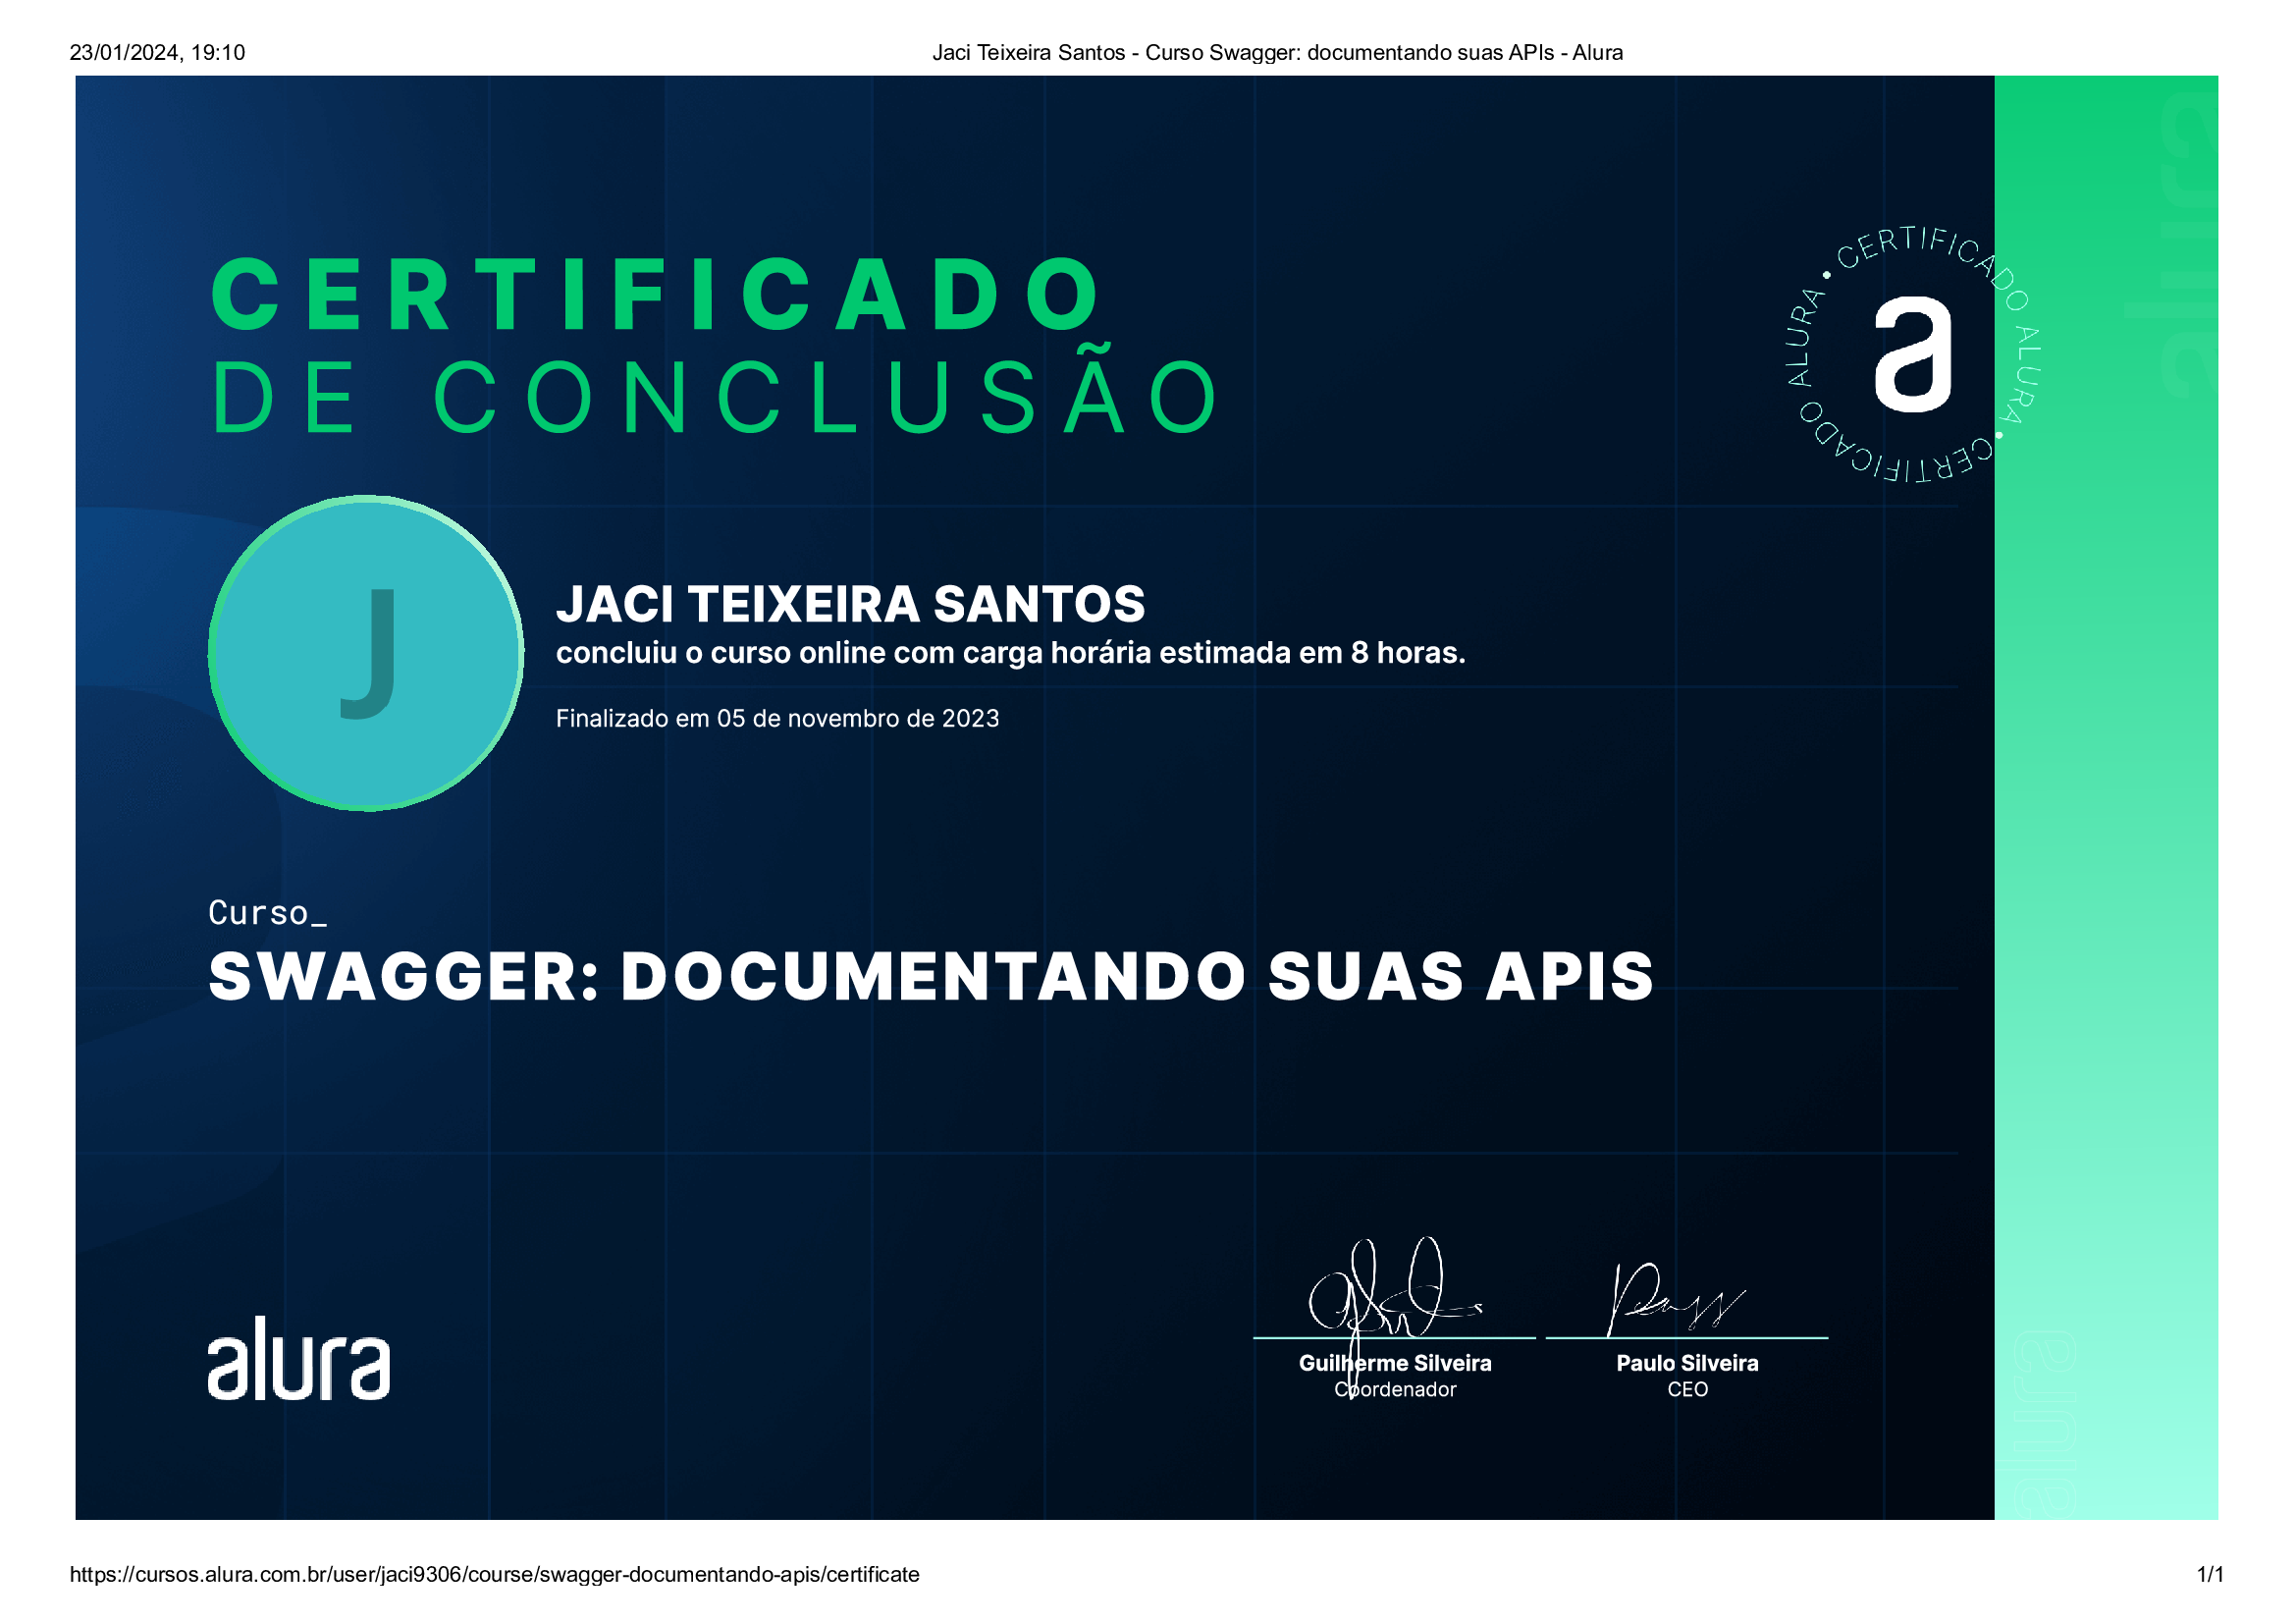 23/01/2024, 19:10
Jaci Teixeira Santos - Curso Swagger: documentando suas APIs - Alura
CERTIFICADO
DE CONCLUSÃO
• CERTIFICADO ALURA • CERTIFICADO ALURA
a
alura
J
JACI TEIXEIRA SANTOS
concluiu o curso online com carga horária estimada em 8 horas.
Finalizado em 05 de novembro de 2023
Curso_
SWAGGER: DOCUMENTANDO SUAS APIS
alura
Guilherme Silveira
Coordenador
Paulo Silveira
CEO
alura
https://cursos.alura.com.br/user/jaci9306/course/swagger-documentando-apis/certificate
1/1